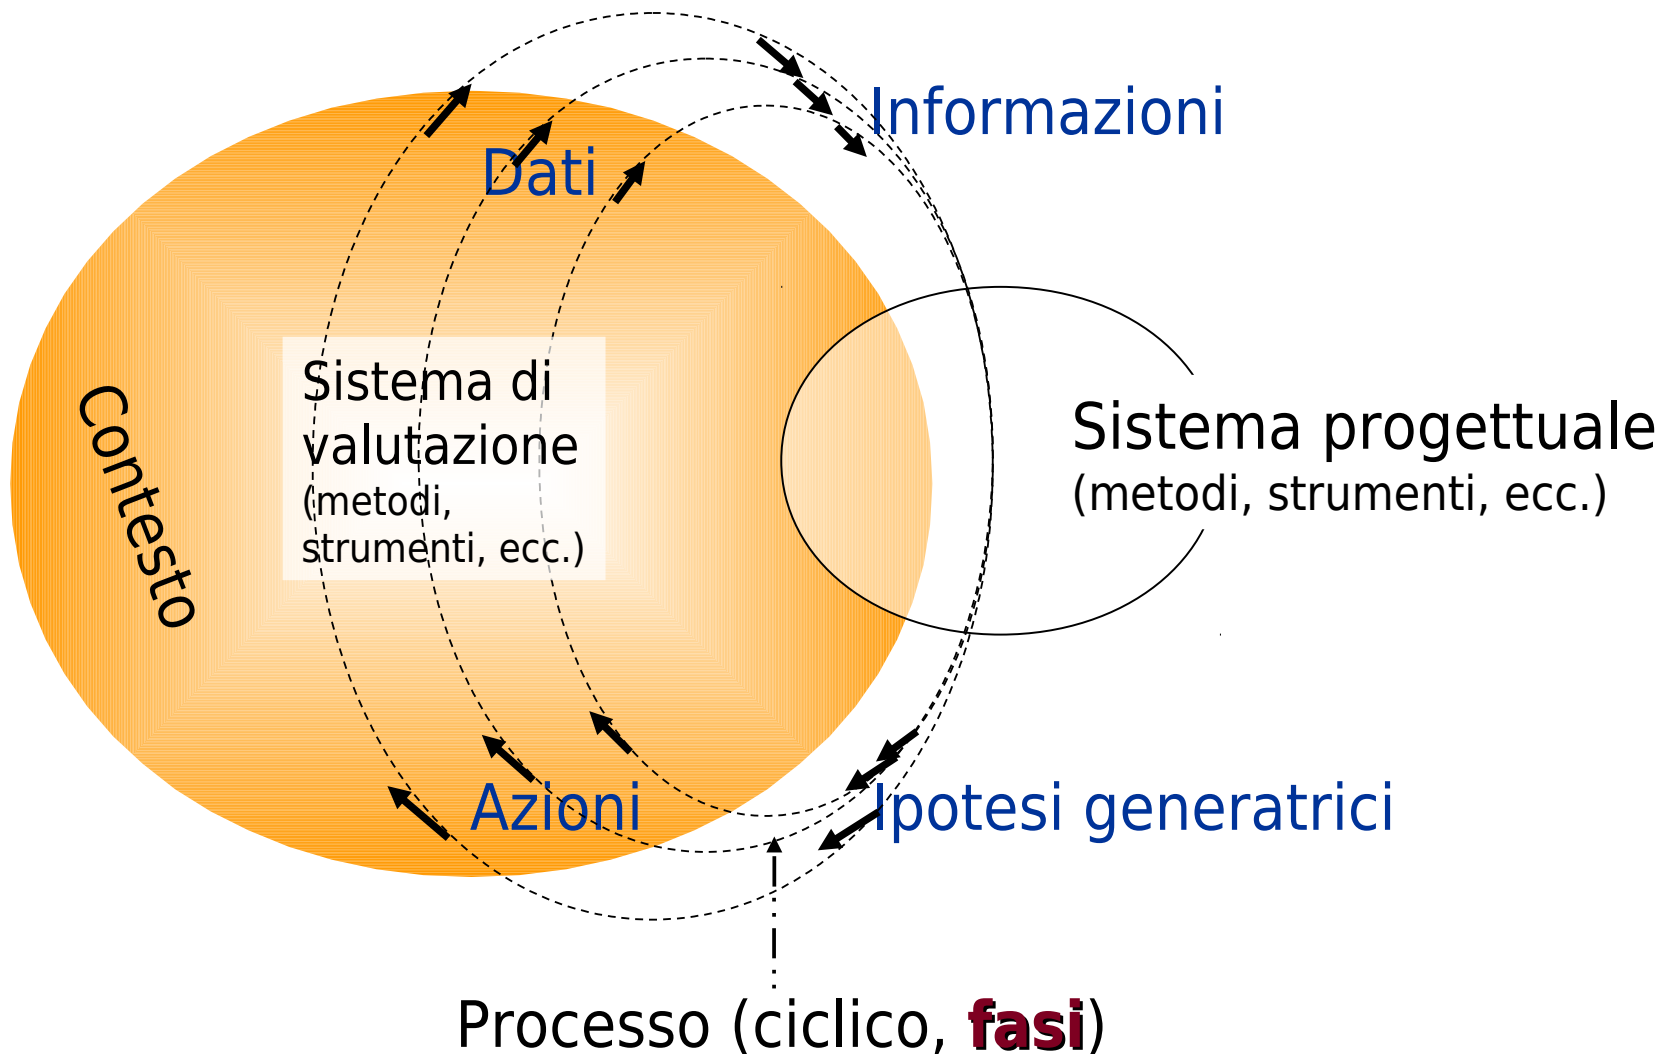 Informazioni
Dati
Contesto
Sistema di
valutazione
(metodi,
strumenti, ecc.)
Sistema progettuale
(metodi, strumenti, ecc.)
Azioni
Ipotesi generatrici
Processo (ciclico, fasi)